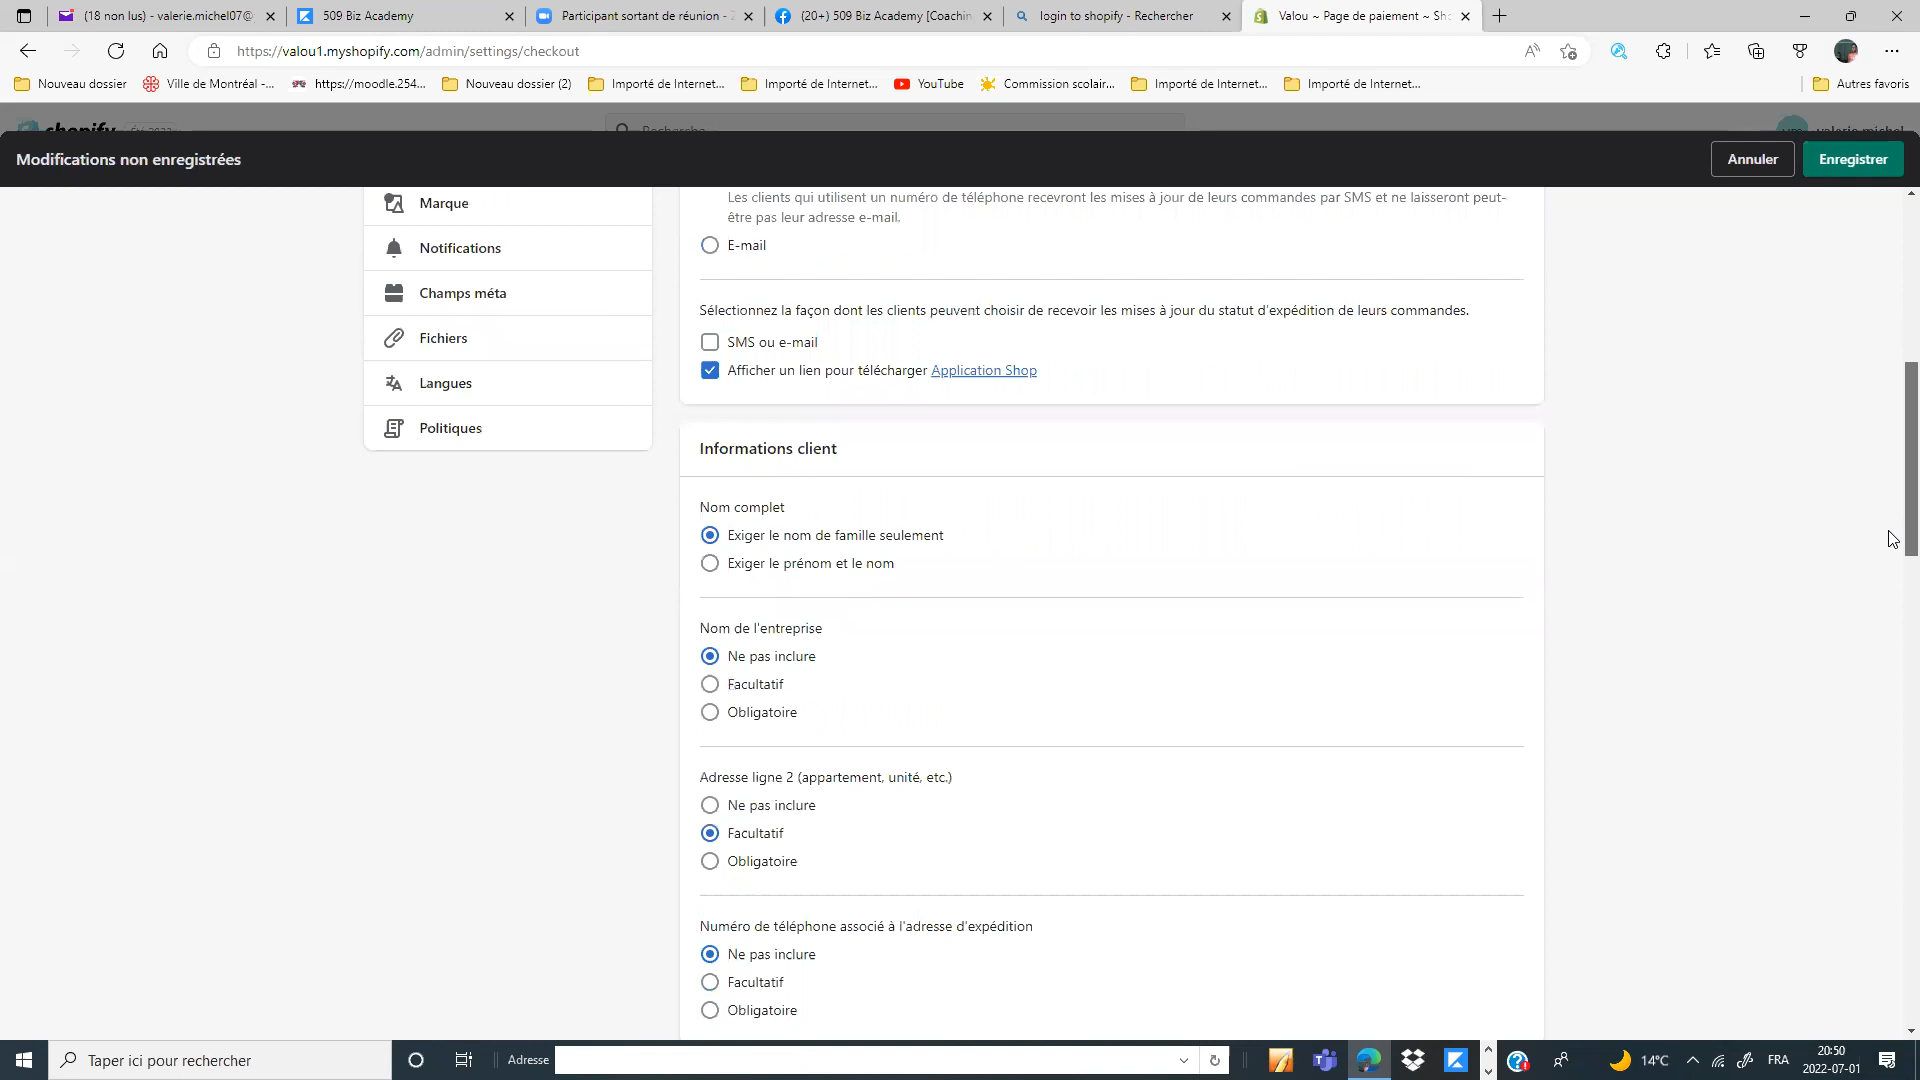 (18 non lus) - valerie.michel07@
509 Biz Academy
Participant sortant de réunion -
(20+) 509 Biz Academy [Coachin
login to shopify - Rechercher
Valou ~ Page de paiement ~ Sho
https://valou1.myshopify.com/admin/settings/checkout
Nouveau dossier
Ville de Montréal -...
https://moodle.254...
Nouveau dossier (2)
Importé de Internet...
Importé de Internet...
YouTube
Commission scolair...
Importé de Internet...
Importé de Internet...
Autres favoris
shopify
Recherche
valerie michel
Modifications non enregistrées
Annuler
Enregistrer
Marque
Notifications
Champs méta
Fichiers
Langues
Politiques
Les clients qui utilisent un numéro de téléphone recevront les mises à jour de leurs commandes par SMS et ne laisseront peut-
être pas leur adresse e-mail.
E-mail
Sélectionnez la façon dont les clients peuvent choisir de recevoir les mises à jour du statut d'expédition de leurs commandes.
SMS ou e-mail
Afficher un lien pour télécharger Application Shop
Informations client
Nom complet
Exiger le nom de famille seulement
Exiger le prénom et le nom
Nom de l'entreprise
Ne pas inclure
Facultatif
Obligatoire
Adresse ligne 2 (appartement, unité, etc.)
Ne pas inclure
Facultatif
Obligatoire
Numéro de téléphone associé à l'adresse d'expédition
Ne pas inclure
Facultatif
Obligatoire
Taper ici pour rechercher
Adresse
14°C
FRA
20:50
2022-07-01